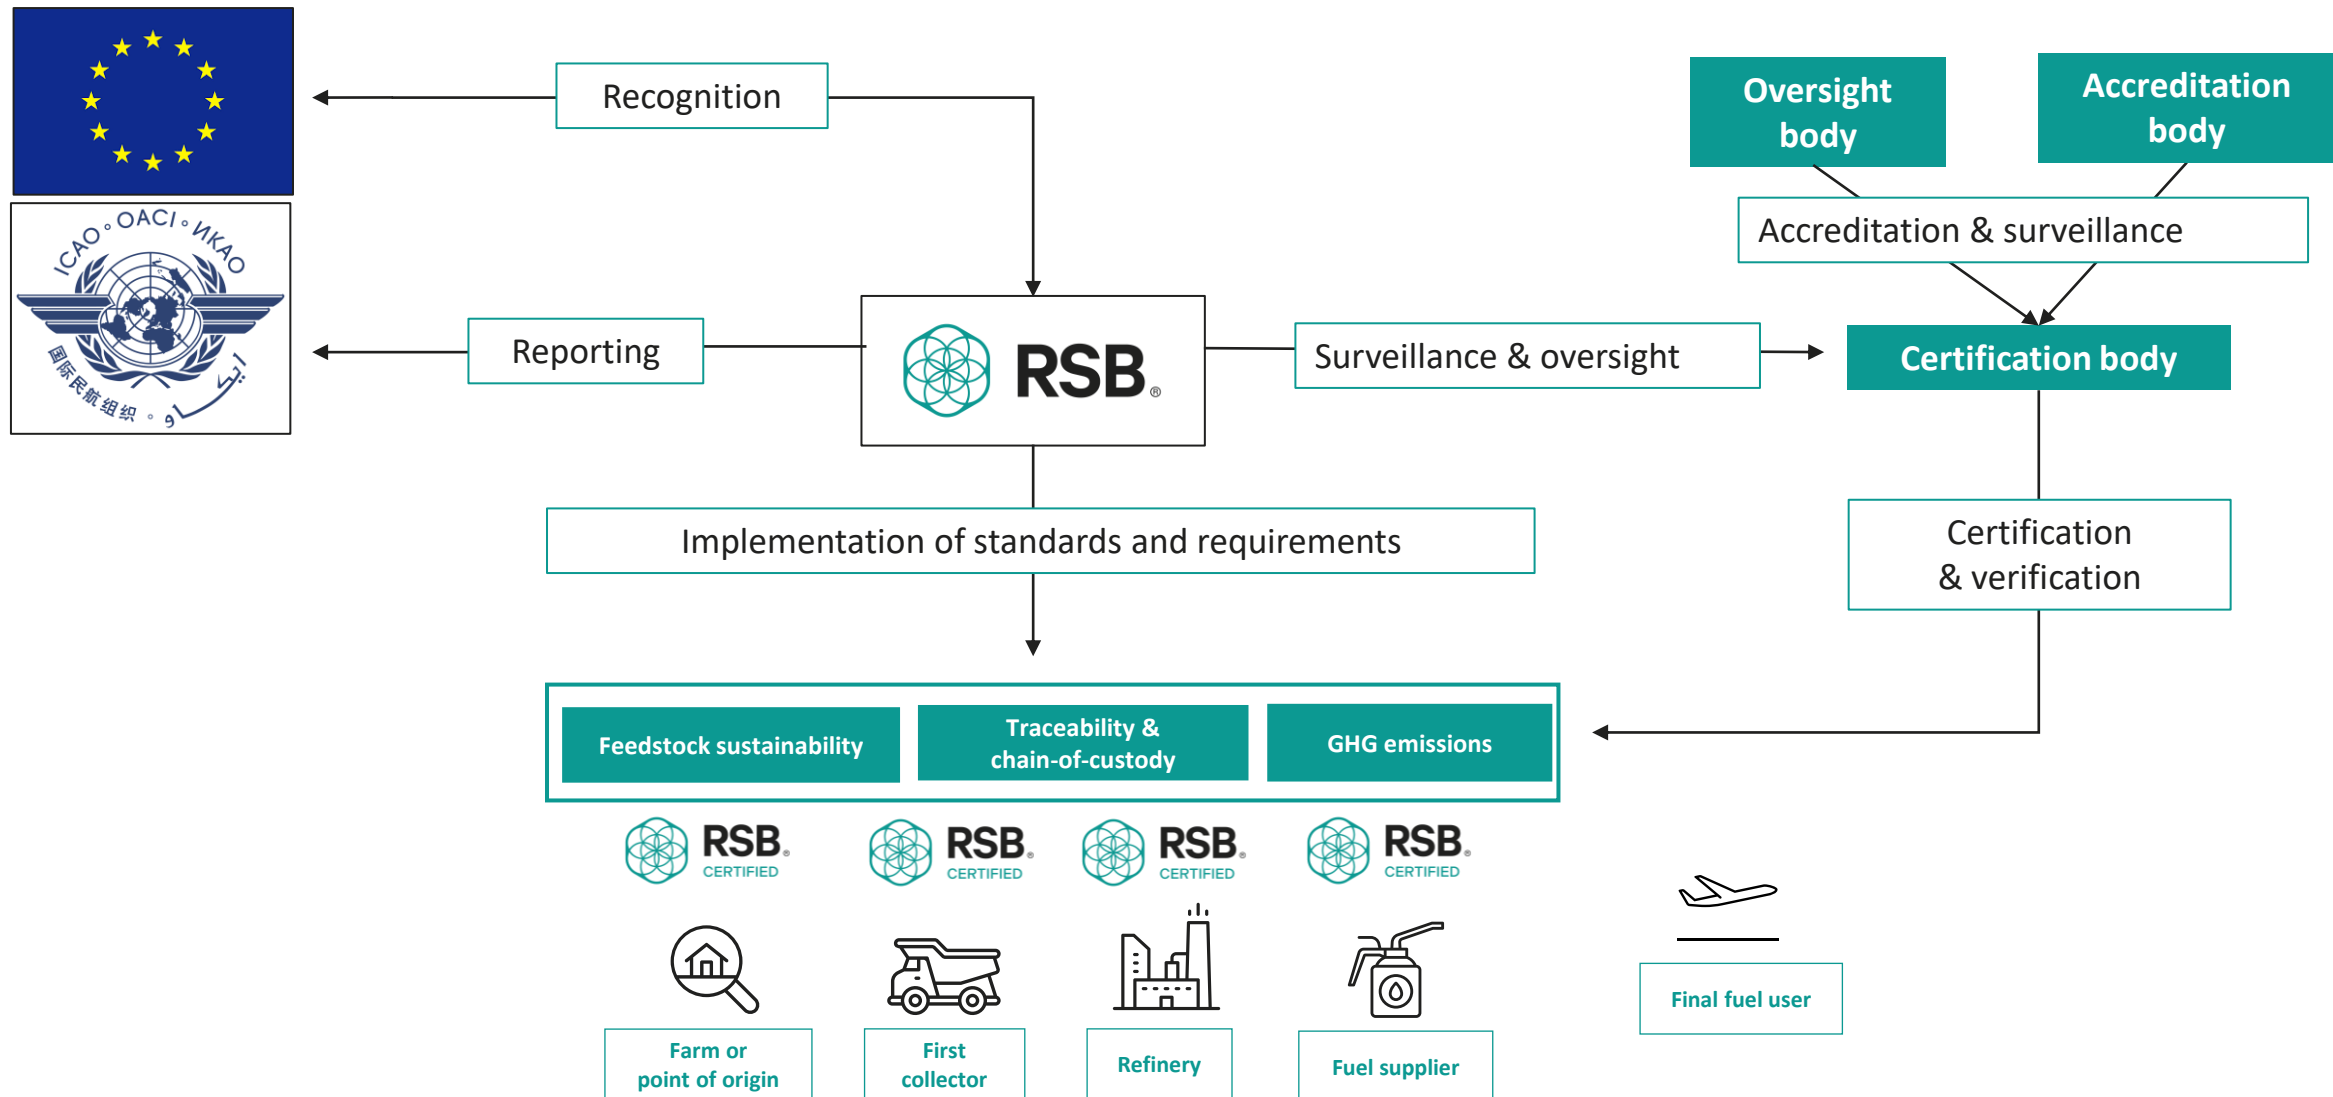 Recognition
Oversight
body
Accreditation
body
ICAO ° OACI ° ИКАО
国际民航组织 ° ايكاو
Accreditation & surveillance
Reporting
RSB®
Surveillance & oversight
Certification body
Implementation of standards and requirements
Certification
& verification
Feedstock sustainability
Traceability &
chain-of-custody
GHG emissions
RSB®
CERTIFIED
RSB®
CERTIFIED
RSB®
CERTIFIED
RSB®
CERTIFIED
Farm or
point of origin
First
collector
Refinery
Fuel supplier
Final fuel user